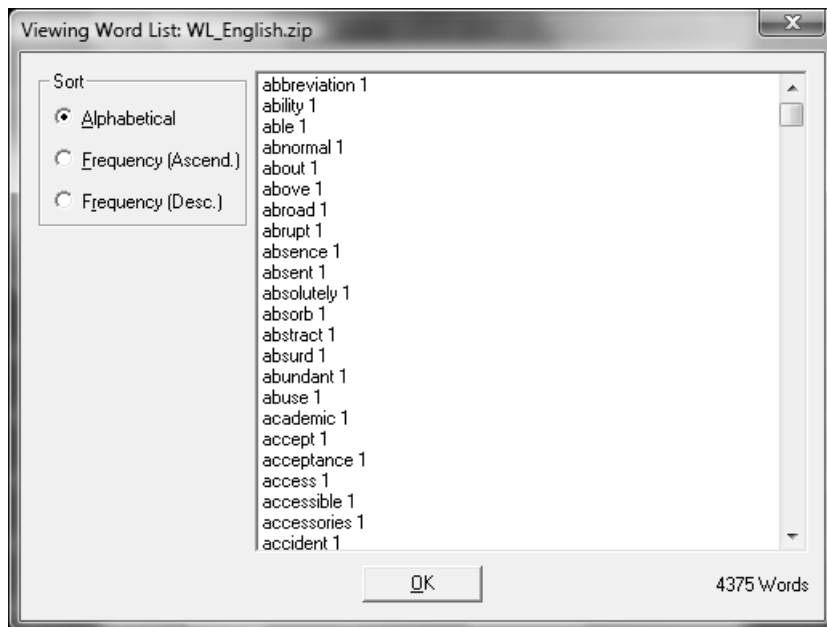 Viewing Word List: WL_English.zip
X
Sort
Alphabetical
Frequency (Ascend.)
Frequency (Desc.)
abbreviation 1
ability 1
able 1
abnormal 1
about 1
above 1
abroad 1
abrupt 1
absence 1
absent 1
absolutely 1
absorb 1
abstract 1
absurd 1
abundant 1
abuse 1
academic 1
accept 1
acceptance 1
access 1
accessible 1
accessories 1
accident 1
OK
4375 Words